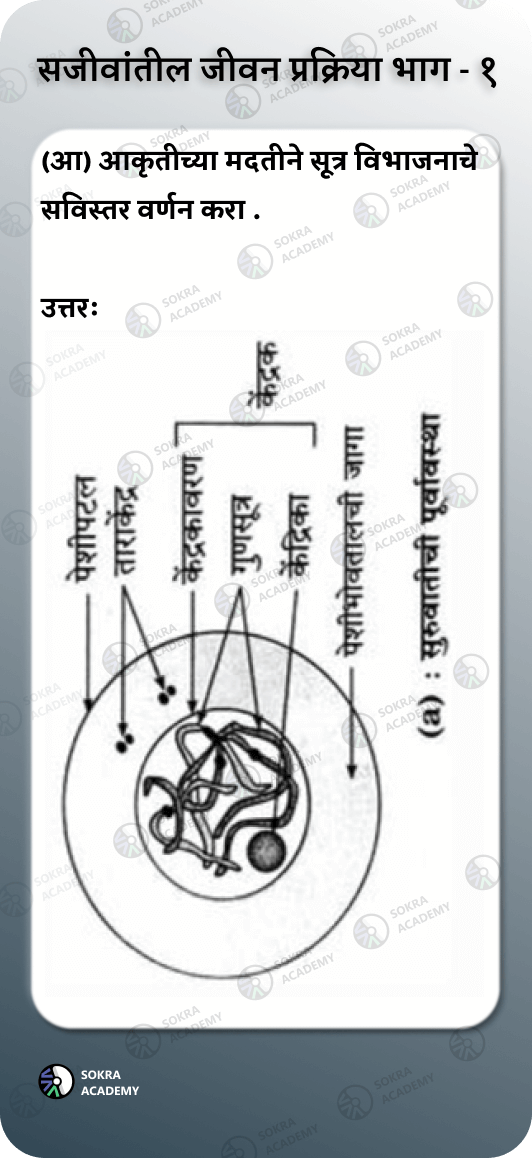 सजीवांतील जीवन प्रक्रिया भाग - १
(आ) आकृतीच्या मदतीने सूत्र विभाजनाचे
सविस्तर वर्णन करा .
उत्तरः
पेशीपटल
ताराकेंद्र
केंद्रकावरण
गुणसूत्र
केंद्रिका
केंद्रक
पेशीभोवतालची जागा
(a) : सुरुवातीची पूर्वावस्था
SOKRA
ACADEMY